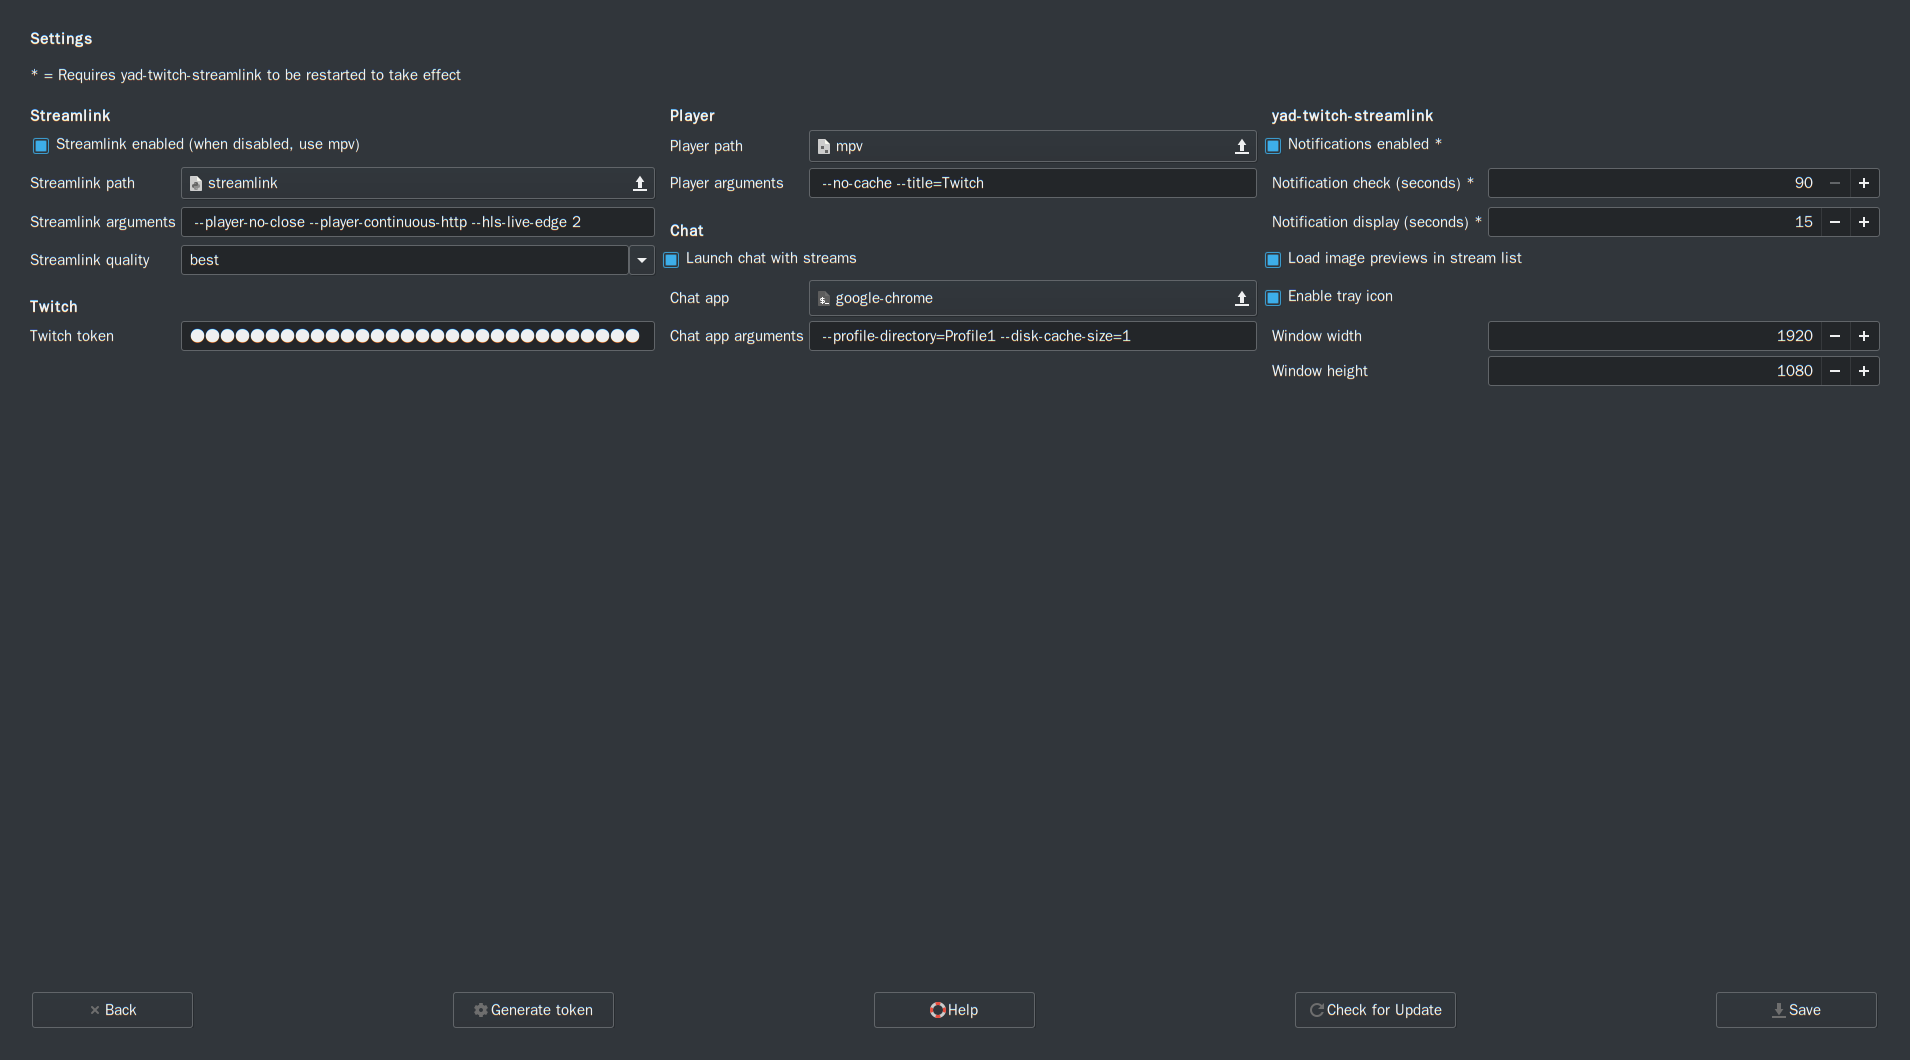 Settings
* = Requires yad-twitch-streamlink to be restarted to take effect
Streamlink
Streamlink enabled (when disabled, use mpv)
Streamlink path streamlink
Streamlink arguments --player-no-close --player-continuous-http --hls-live-edge 2
Streamlink quality best
Twitch
Twitch token ●●●●●●●●●●●●●●●●●●●●●●●●●●●●●●
Player
Player path mpv
Player arguments --no-cache --title=Twitch
Chat
Launch chat with streams
Chat app google-chrome
Chat app arguments --profile-directory=Profile1 --disk-cache-size=1
yad-twitch-streamlink
Notifications enabled *
Notification check (seconds) * 90
Notification display (seconds) * 15
Load image previews in stream list
Enable tray icon
Window width 1920
Window height 1080
Back
Generate token
Help
Check for Update
Save